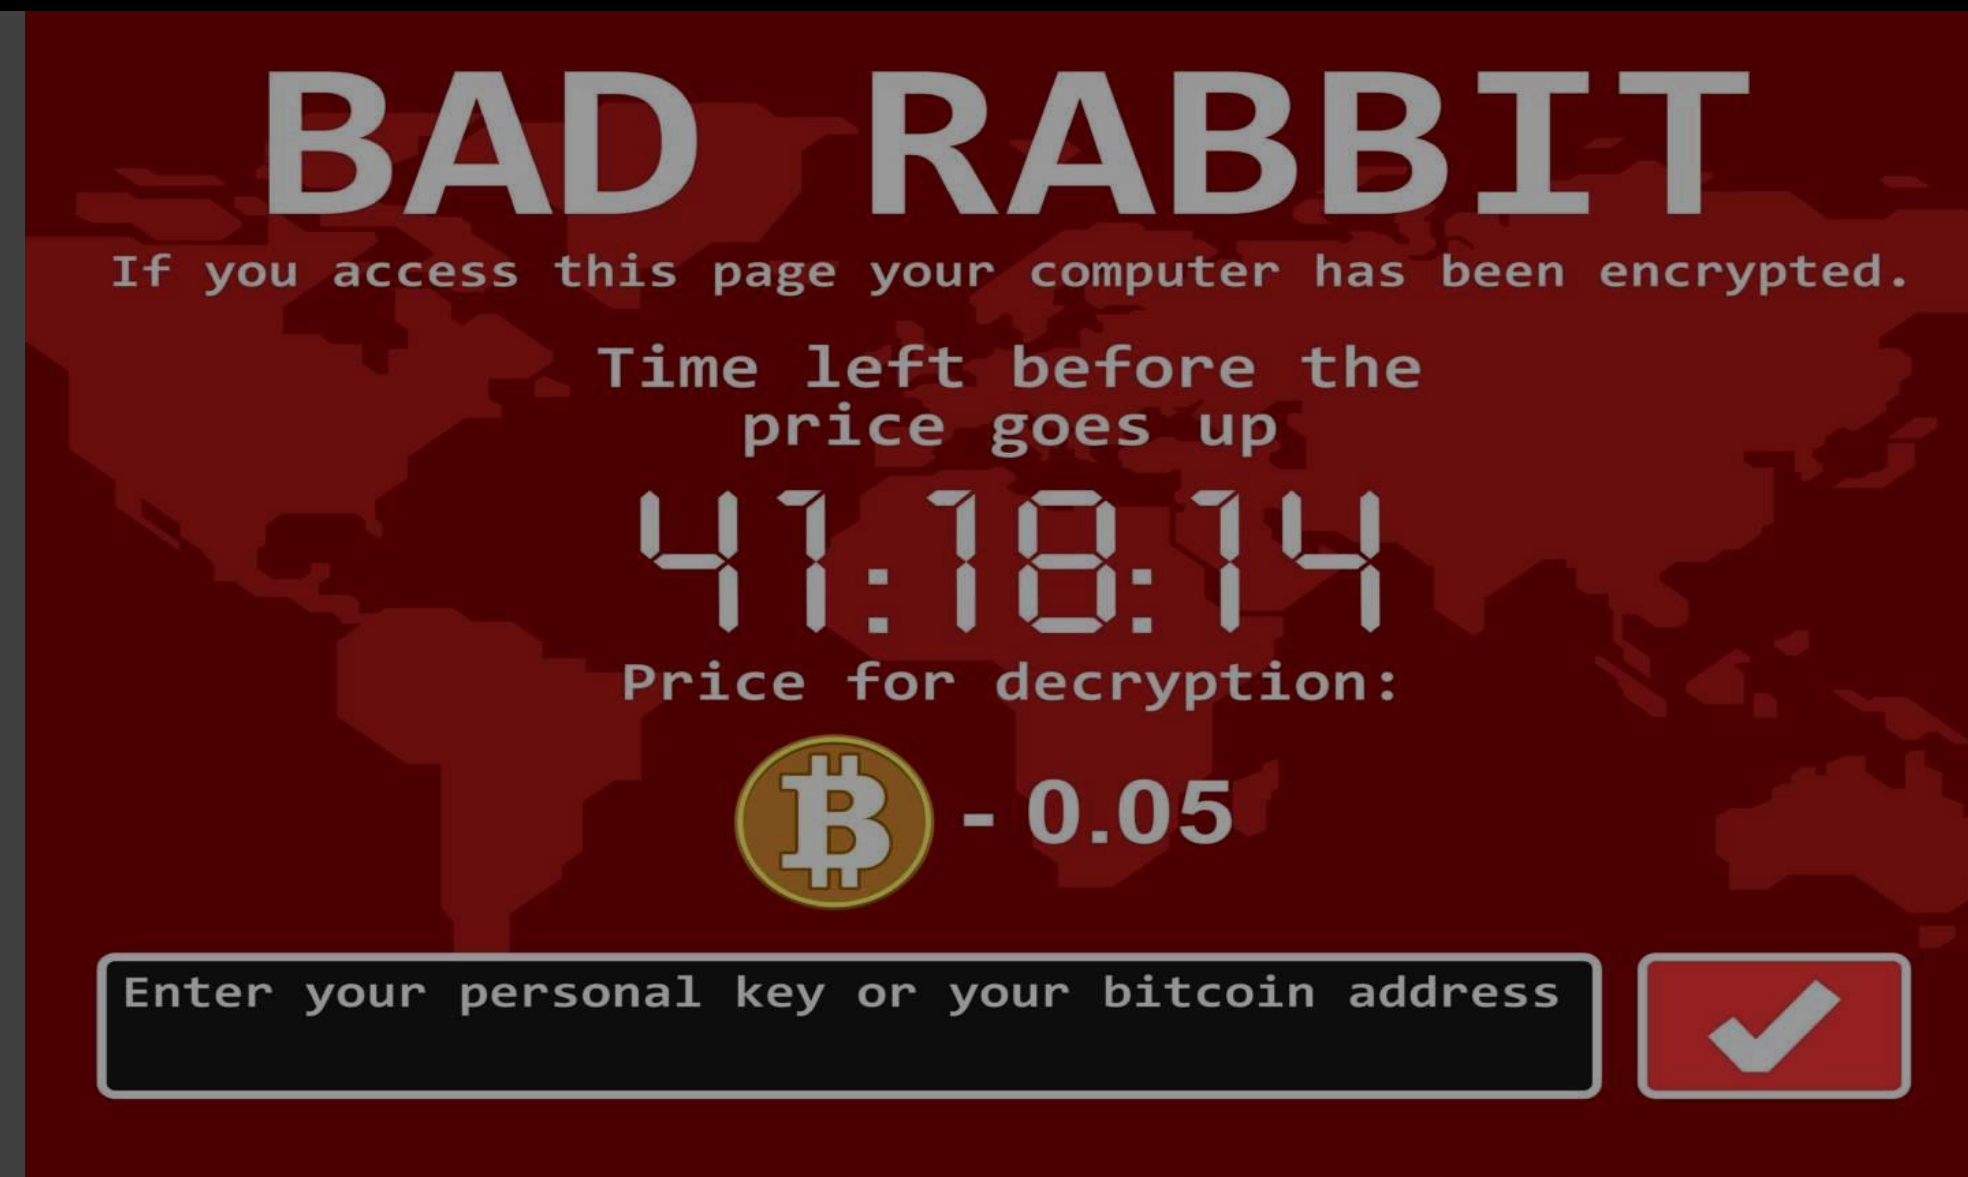 BAD RABBIT
If you access this page your computer has been encrypted.
Time left before the
price goes up
41:18:14
Price for decryption:
- 0.05
Enter your personal key or your bitcoin address